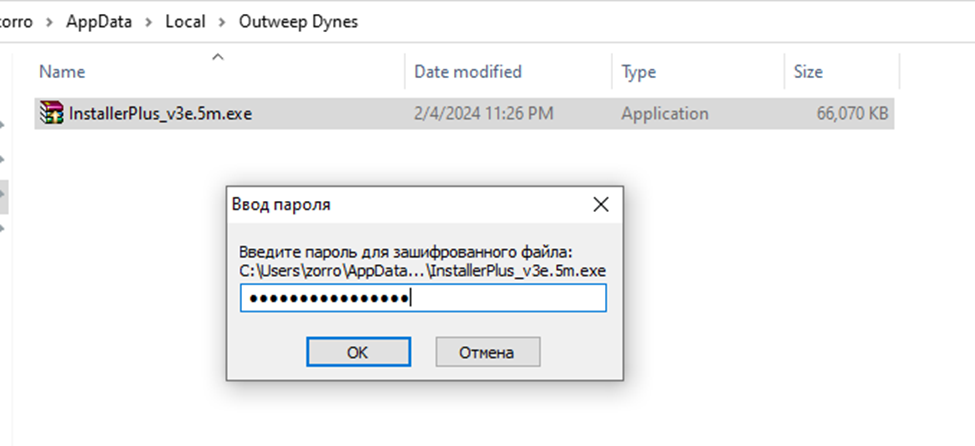 zorro > AppData > Local > Outweep Dynes
Name Date modified Type Size
InstallerPlus_v3e.5m.exe 2/4/2024 11:26 PM Application 66,070 KB
Ввод пароля
Введите пароль для зашифрованного файла:
C:\Users\zorro\AppData...\InstallerPlus_v3e.5m.exe
••••••••••••••••
ОК Отмена